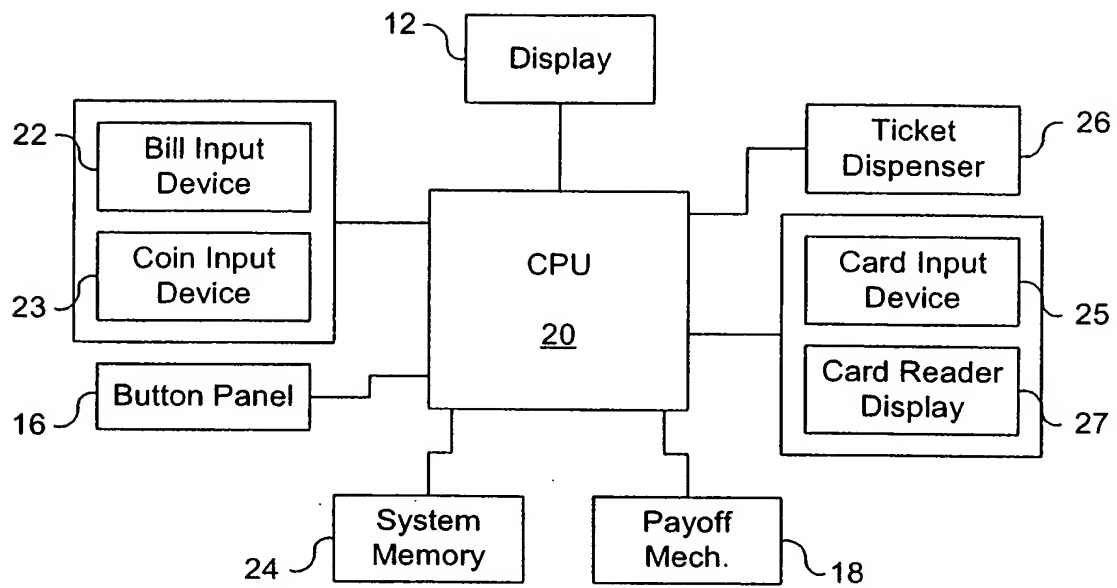 12
Display
22
Bill Input
Device
26
Ticket
Dispenser
23
Coin Input
Device
CPU
20
Card Input
Device
25
16
Button Panel
Card Reader
Display
27
24
System
Memory
Payoff
Mech.
18